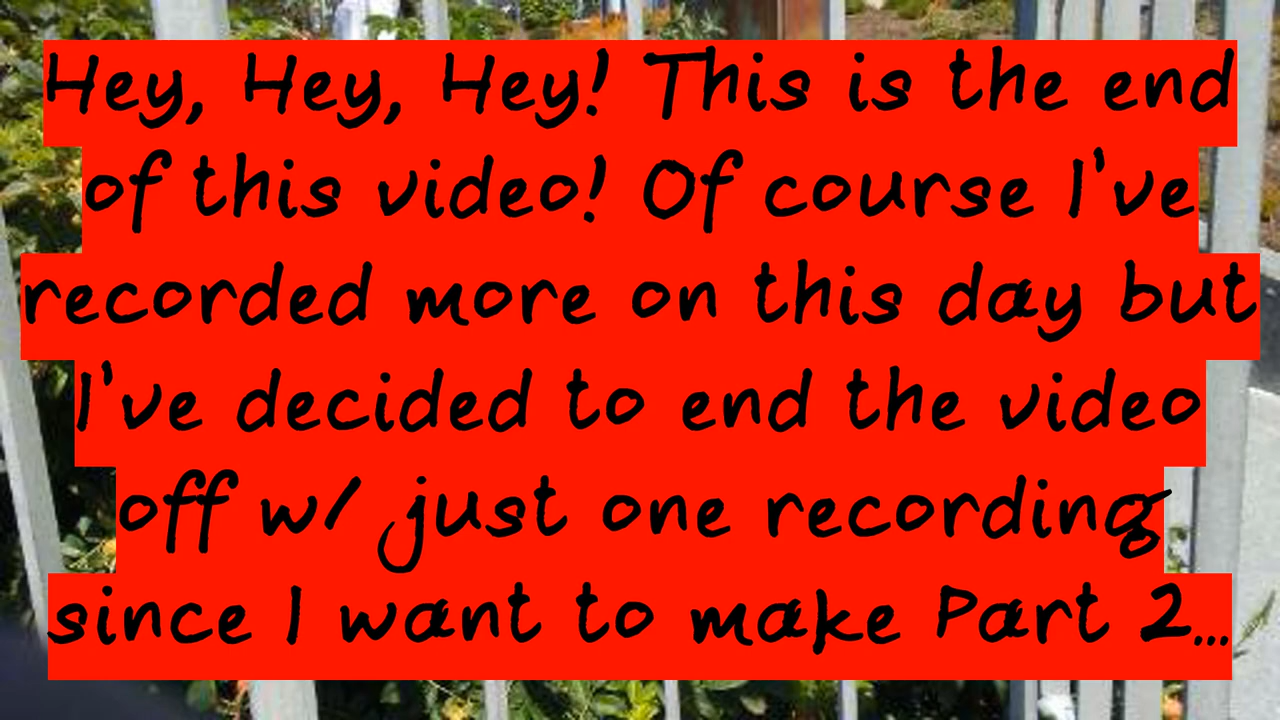 Hey, Hey, Hey! This is the end
of this video! Of course I've
recorded more on this day but
I've decided to end the video
off w/ just one recording
since I want to make Part 2...